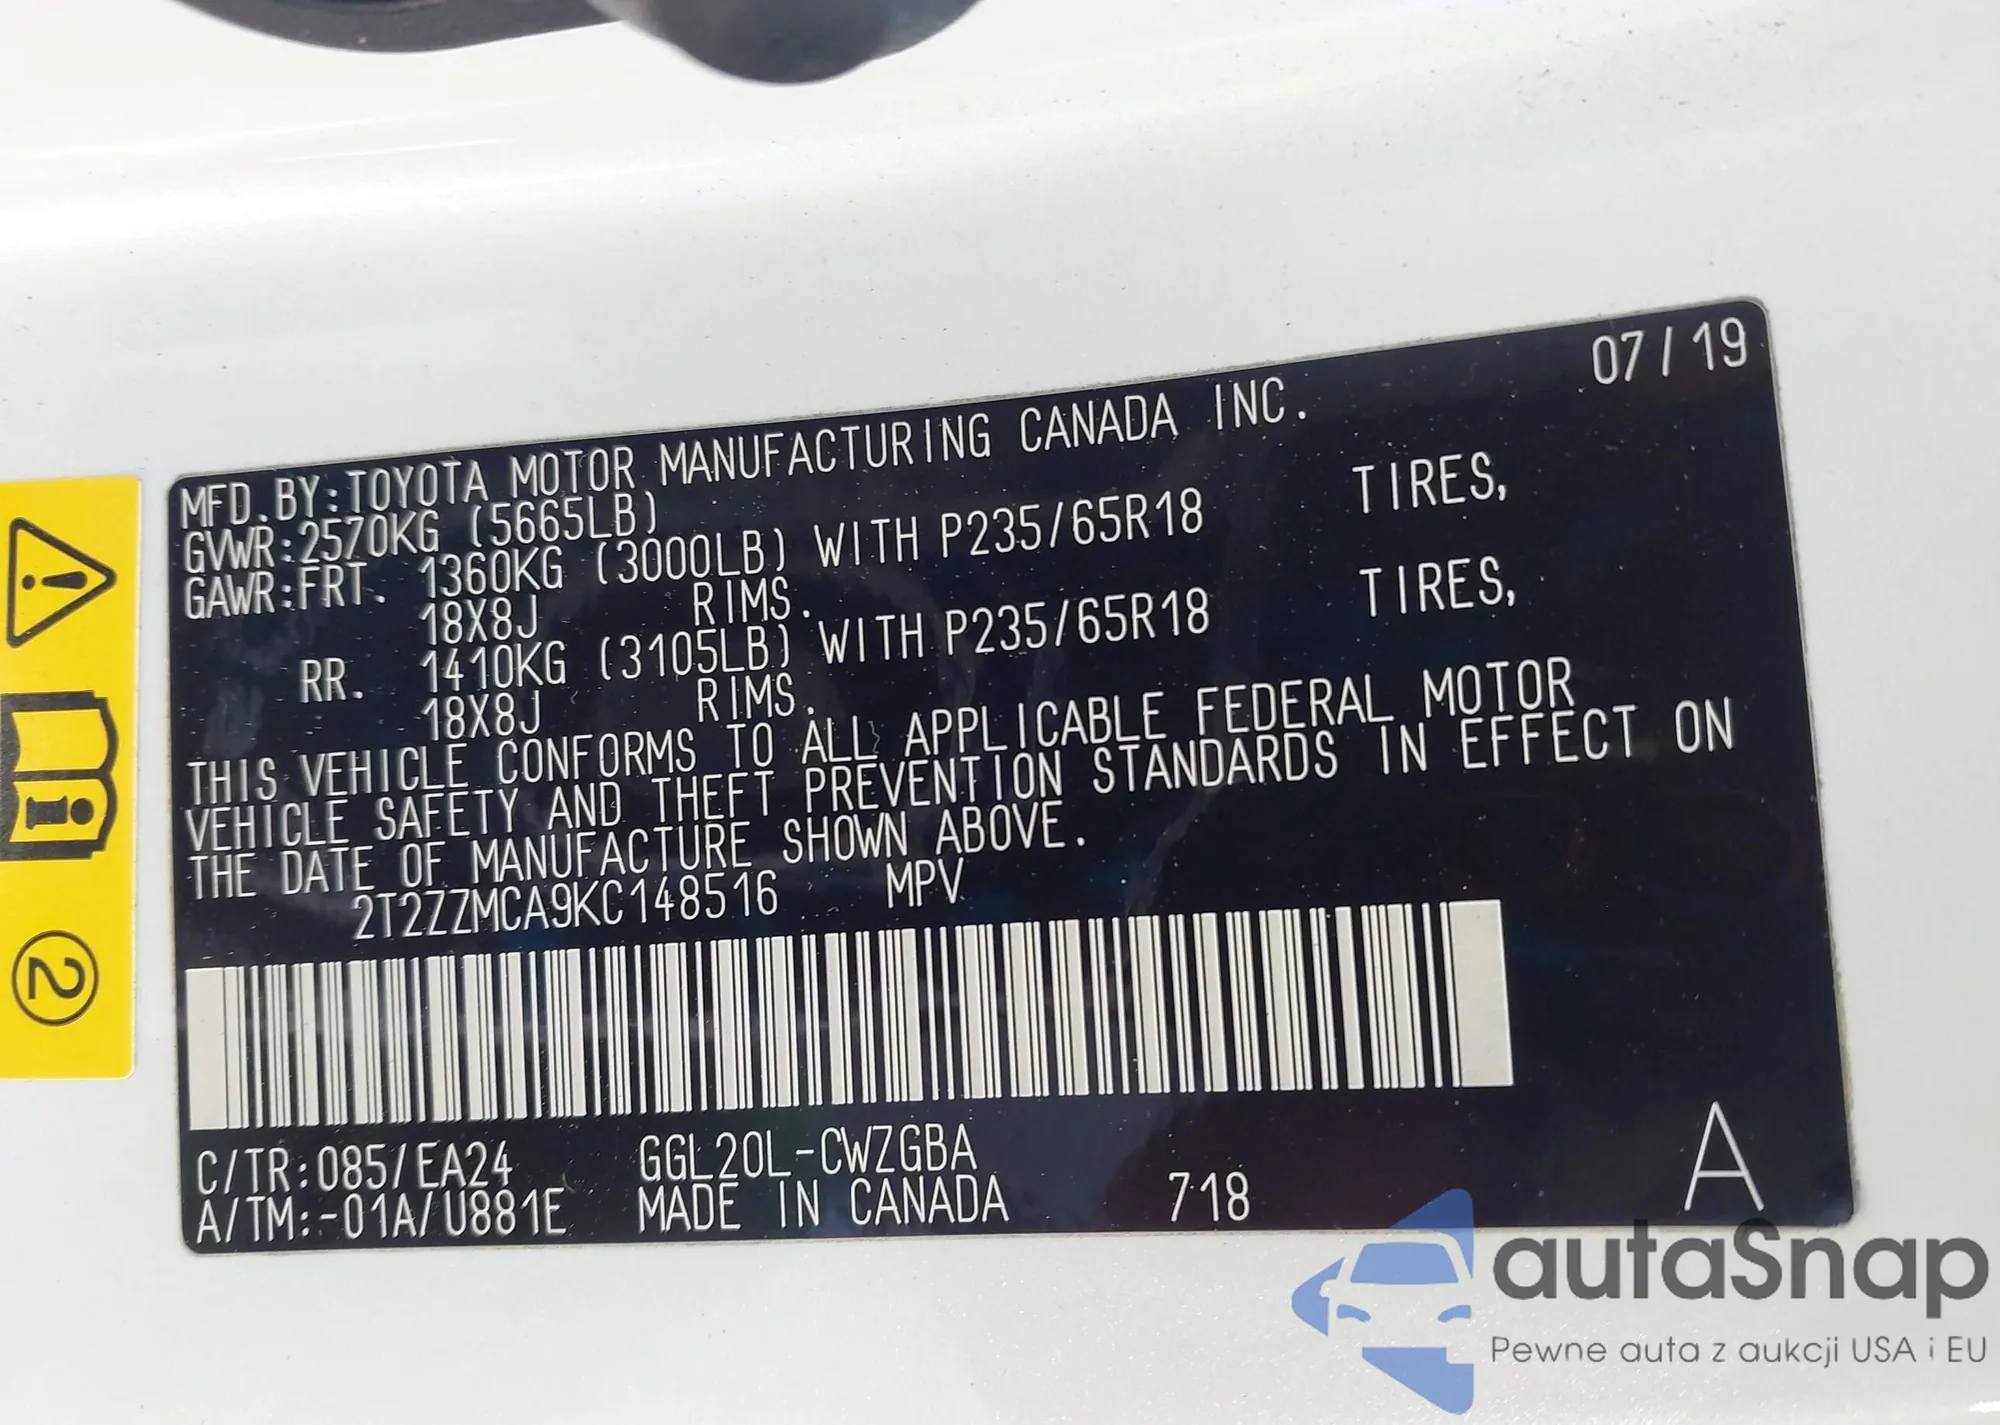 07/19
MFD.BY:TOYOTA MOTOR MANUFACTURING CANADA INC.
GVWR:2570KG (5665LB)
GAWR:FRT. 1360KG (3000LB) WITH P235/65R18 TIRES,
18X8J RIMS.
RR. 1410KG (3105LB) WITH P235/65R18 TIRES,
18X8J RIMS.
THIS VEHICLE CONFORMS TO ALL APPLICABLE FEDERAL MOTOR
VEHICLE SAFETY AND THEFT PREVENTION STANDARDS IN EFFECT ON
THE DATE OF MANUFACTURE SHOWN ABOVE.
2T2ZZMCA9KC148516 MPV
C/TR:085/EA24 GGL20L-CWZGBA
A/TM:-01A/U881E MADE IN CANADA 718
A
2
autaSnap
Pewne auta z aukcji USA i EU